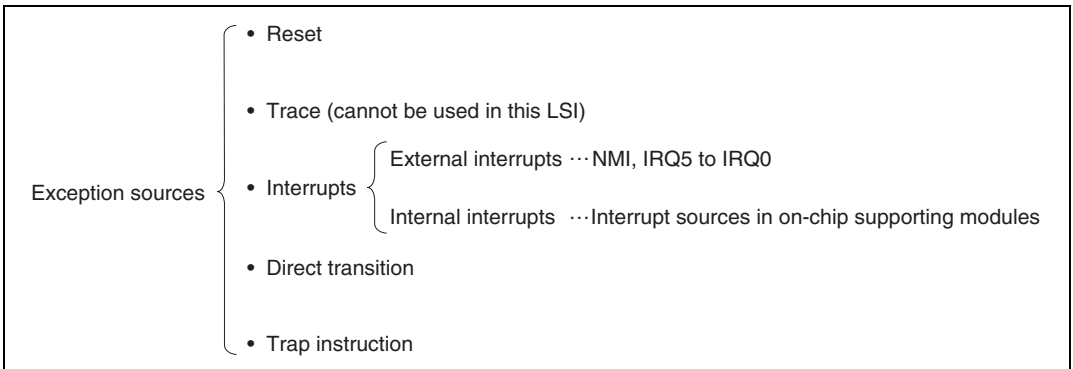 • Reset
• Trace (cannot be used in this LSI)
External interrupts ···NMI, IRQ5 to IRQ0
Exception sources
• Interrupts
Internal interrupts ···Interrupt sources in on-chip supporting modules
• Direct transition
• Trap instruction